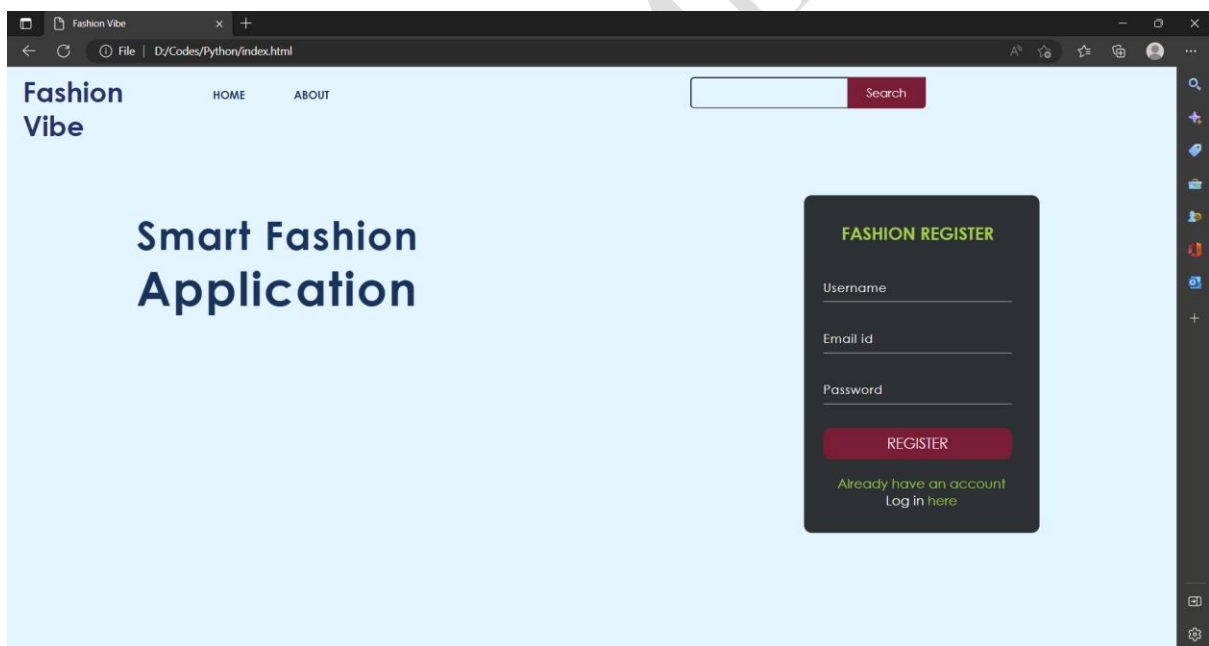 Fashion Vibe
File | D:/Codes/Python/index.html
Fashion
Vibe
HOME ABOUT
Search
Smart Fashion
Application
FASHION REGISTER
Username
Email id
Password
REGISTER
Already have an account
Log in here